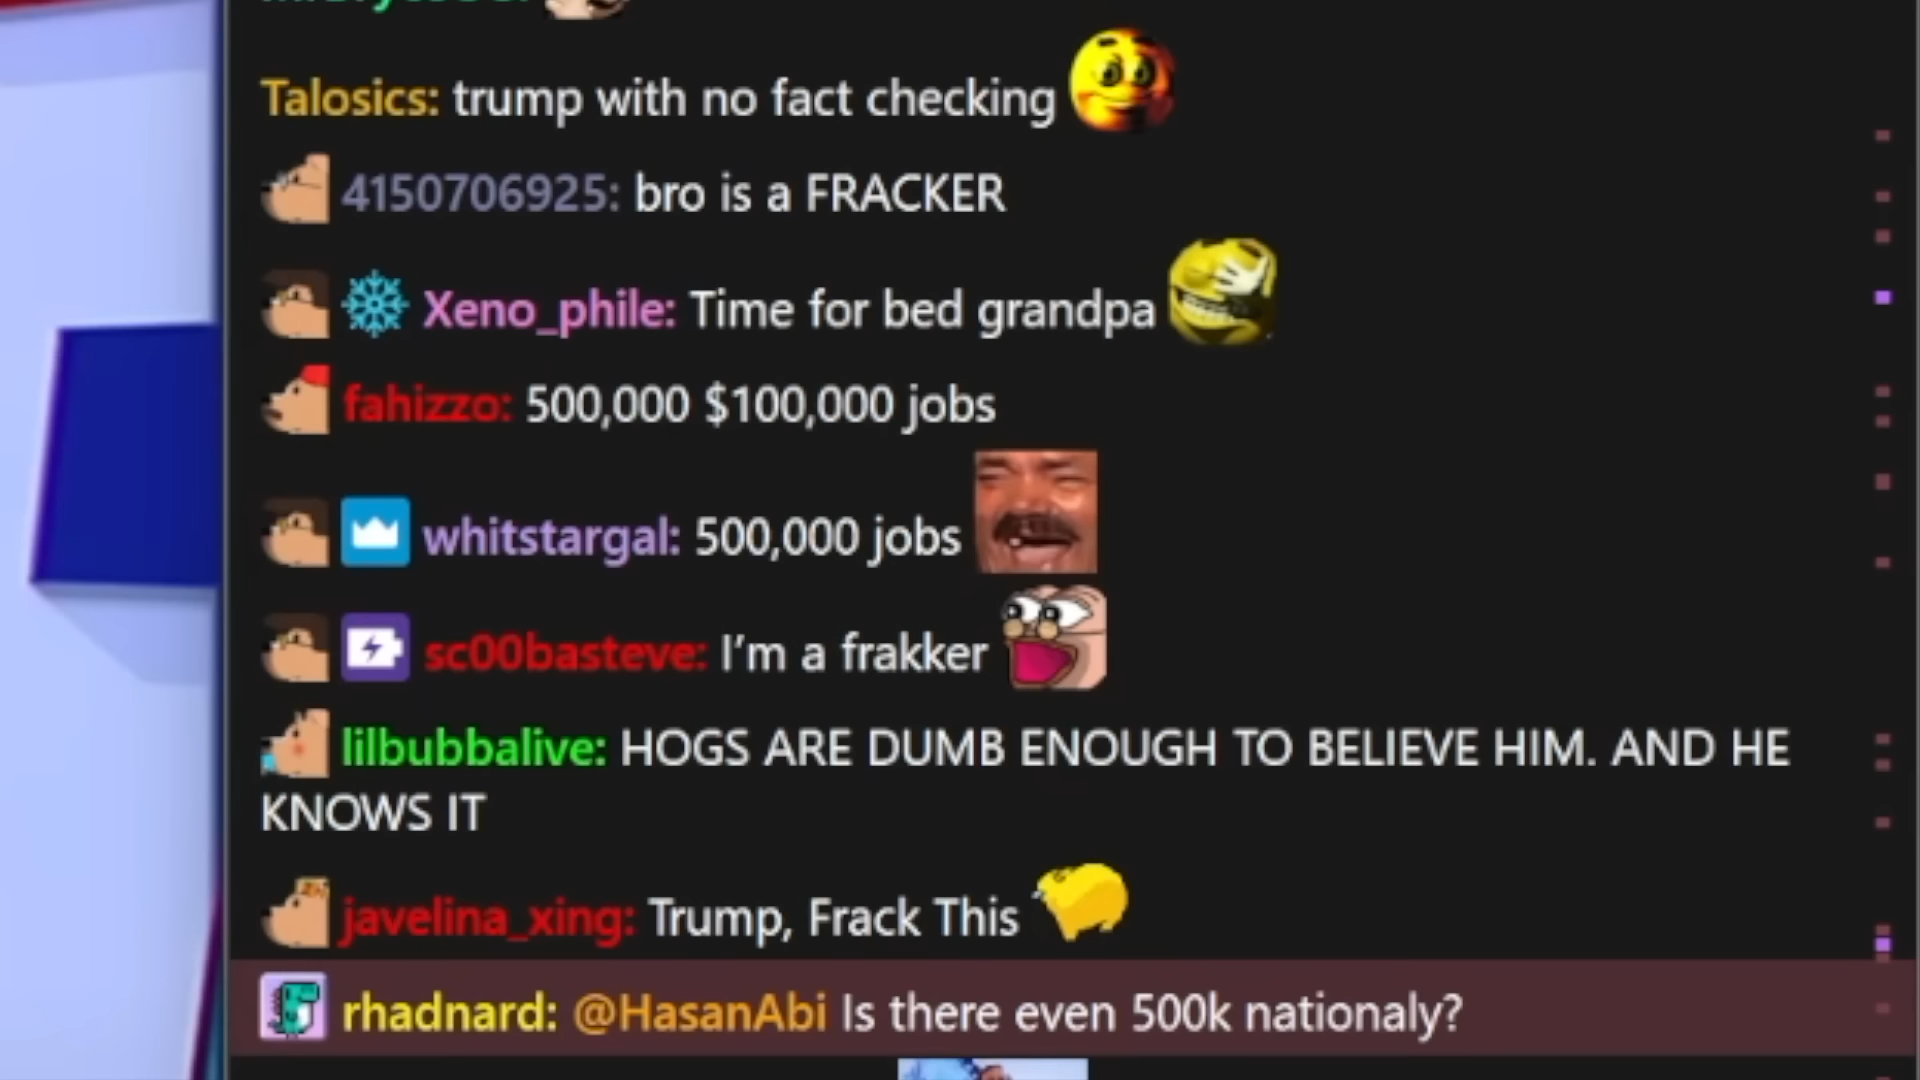 Talosics: trump with no fact checking
4150706925: bro is a FRACKER
Xeno_phile: Time for bed grandpa
fahizzo: 500,000 $100,000 jobs
whitstargal: 500,000 jobs
sc00basteve: I’m a frakker
lilbubbalive: HOGS ARE DUMB ENOUGH TO BELIEVE HIM. AND HE
KNOWS IT
javelina_xing: Trump, Frack This
rhadnard: @HasanAbi Is there even 500k nationaly?